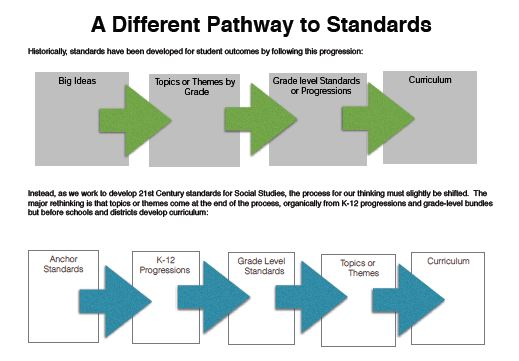 A Different Pathway to Standards
Historically, standards have been developed for student outcomes by following this progression:
Big Ideas
Topics or Themes by
Grade
Grade level Standards
or Progressions
Curriculum
Instead, as we work to develop 21st Century standards for Social Studies, the process for our thinking must slightly be shifted. The
major rethinking is that topics or themes come at the end of the process, organically from K-12 progressions and grade-level bundles
but before schools and districts develop curriculum:
Anchor
Standards
K-12
Progressions
Grade Level
Standards
Topics or
Themes
Curriculum